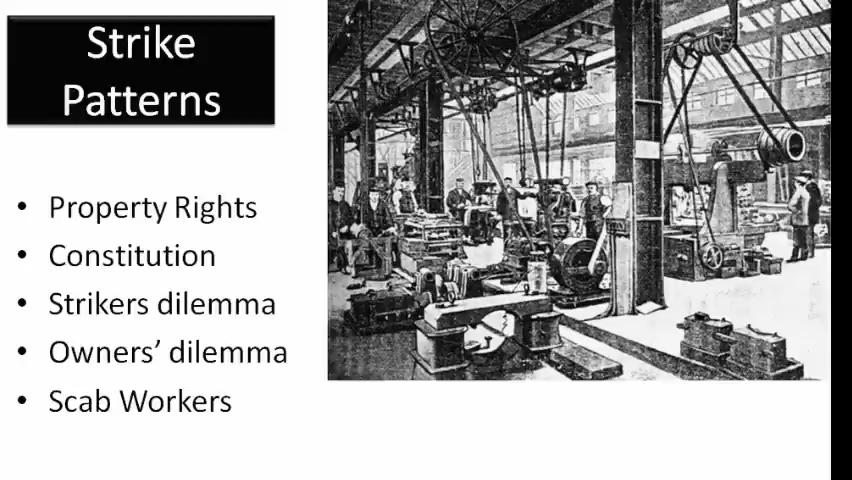 Strike
Patterns
• Property Rights
• Constitution
• Strikers dilemma
• Owners’ dilemma
• Scab Workers